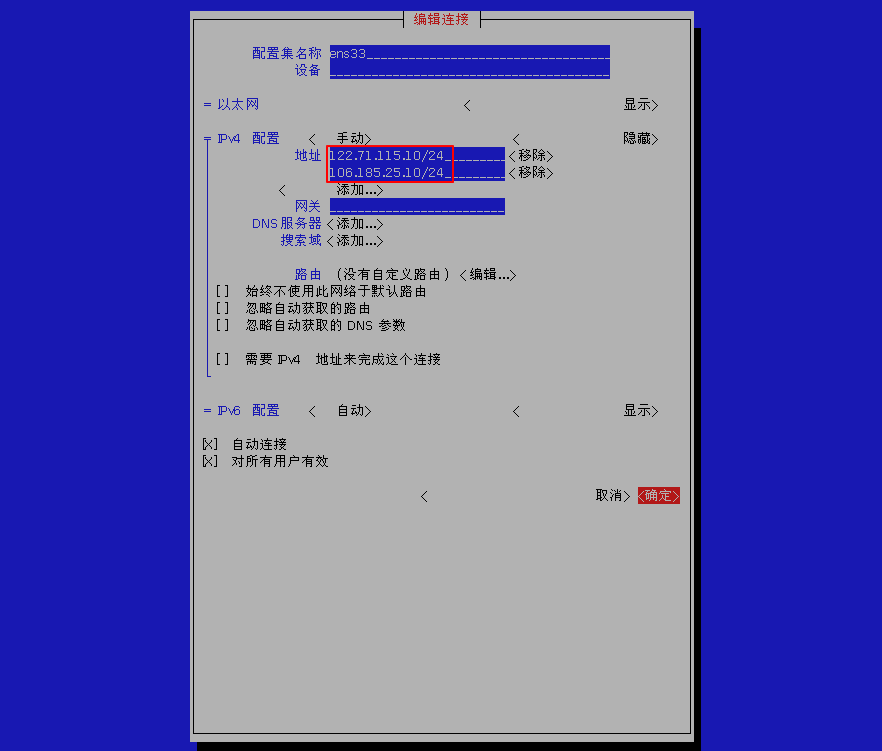 编辑连接
配置集名称 ens33
设备
= 以太网 < 显示>
= IPv4 配置 < 手动> < 隐藏>
地址 122.71.115.10/24 <移除>
106.185.25.10/24 <移除>
< 添加...>
网关
DNS 服务器 <添加...>
搜索域 <添加...>
路由 (没有自定义路由) <编辑...>
[ ] 始终不使用此网络于默认路由
[ ] 忽略自动获取的路由
[ ] 忽略自动获取的 DNS 参数
[ ] 需要 IPv4 地址来完成这个连接
= IPv6 配置 < 自动> < 显示>
[X] 自动连接
[X] 对所有用户有效
< 取消> <确定>